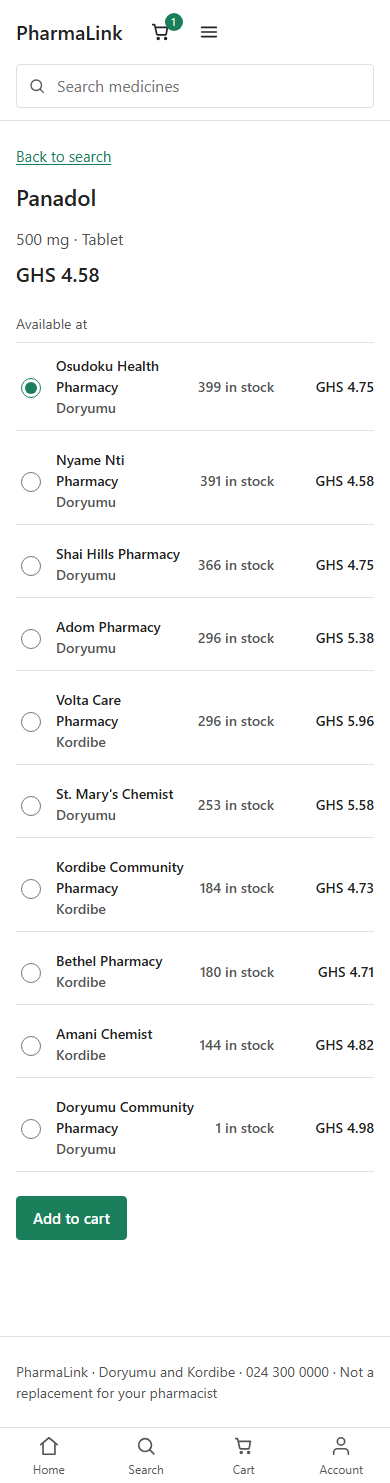 PharmaLink
1
Search medicines
Back to search
Panadol
500 mg · Tablet
GHS 4.58
Available at
Osudoku Health
Pharmacy
Doryumu
399 in stock
GHS 4.75
Nyame Nti
Pharmacy
Doryumu
391 in stock
GHS 4.58
Shai Hills Pharmacy
Doryumu
366 in stock
GHS 4.75
Adom Pharmacy
Doryumu
296 in stock
GHS 5.38
Volta Care
Pharmacy
Kordibe
296 in stock
GHS 5.96
St. Mary's Chemist
Doryumu
253 in stock
GHS 5.58
Kordibe Community
Pharmacy
Kordibe
184 in stock
GHS 4.73
Bethel Pharmacy
Kordibe
180 in stock
GHS 4.71
Amani Chemist
Kordibe
144 in stock
GHS 4.82
Doryumu Community
Pharmacy
Doryumu
1 in stock
GHS 4.98
Add to cart
PharmaLink · Doryumu and Kordibe · 024 300 0000 · Not a
replacement for your pharmacist
Home
Search
Cart
Account